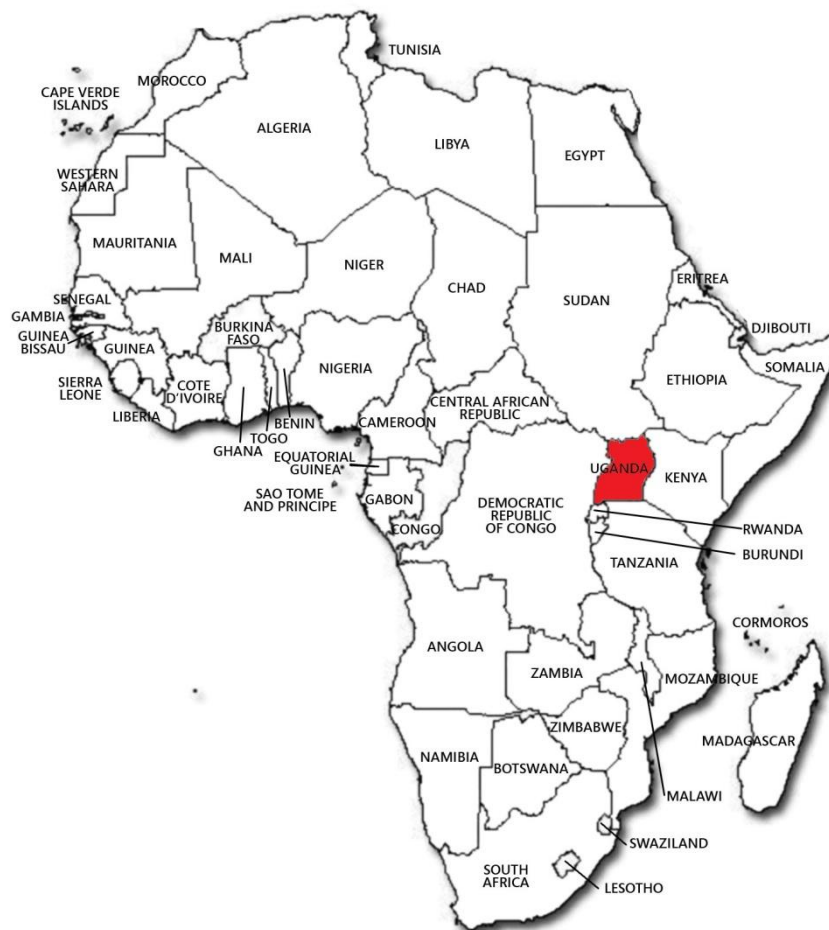 TUNISIA
MOROCCO
CAPE VERDE
ISLANDS
ALGERIA
LIBYA
EGYPT
WESTERN
SAHARA
MAURITANIA
MALI
NIGER
CHAD
SUDAN
ERITREA
SENEGAL
GAMBIA
GUINEA
BISSAU
GUINEA
BURKINA
FASO
NIGERIA
DJIBOUTI
SOMALIA
ETHIOPIA
SIERRA
LEONE
LIBERIA
COTE
D'IVOIRE
GHANA
TOGO
BENIN
CAMEROON
CENTRAL AFRICAN
REPUBLIC
EQUATORIAL
GUINEA
SAO TOME
AND PRINCIPE
GABON
CONGO
DEMOCRATIC
REPUBLIC
OF CONGO
UGANDA
KENYA
RWANDA
BURUNDI
TANZANIA
CORMOROS
ANGOLA
ZAMBIA
MOZAMBIQUE
ZIMBABWE
MADAGASCAR
NAMIBIA
BOTSWANA
MALAWI
SWAZILAND
SOUTH
AFRICA
LESOTHO